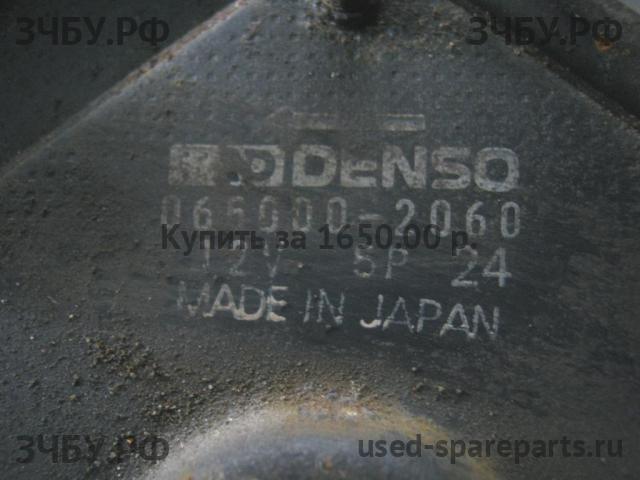 ЗЧБУ.РФ ЗЧБУ.РФ
DENSO
065000-2060
Купить за 1650.00 р.
12V 5P 24
MADE IN JAPAN
ЗЧБУ.РФ used-spareparts.ru